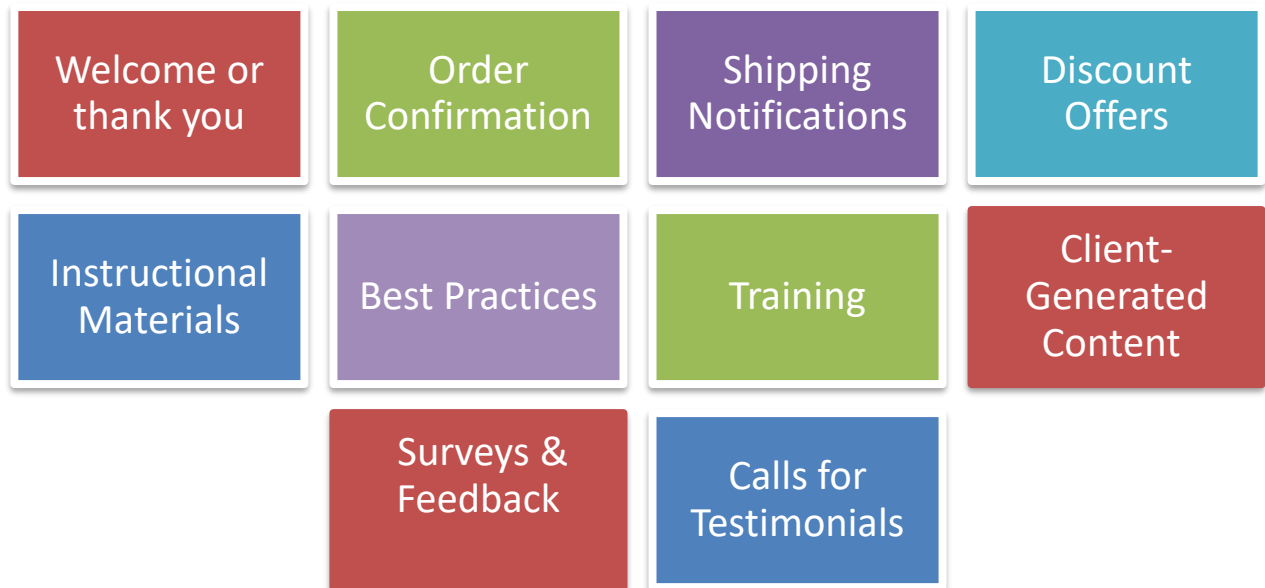 Welcome or
thank you
Order
Confirmation
Shipping
Notifications
Discount
Offers
Instructional
Materials
Best Practices
Training
Client-
Generated
Content
Surveys &
Feedback
Calls for
Testimonials